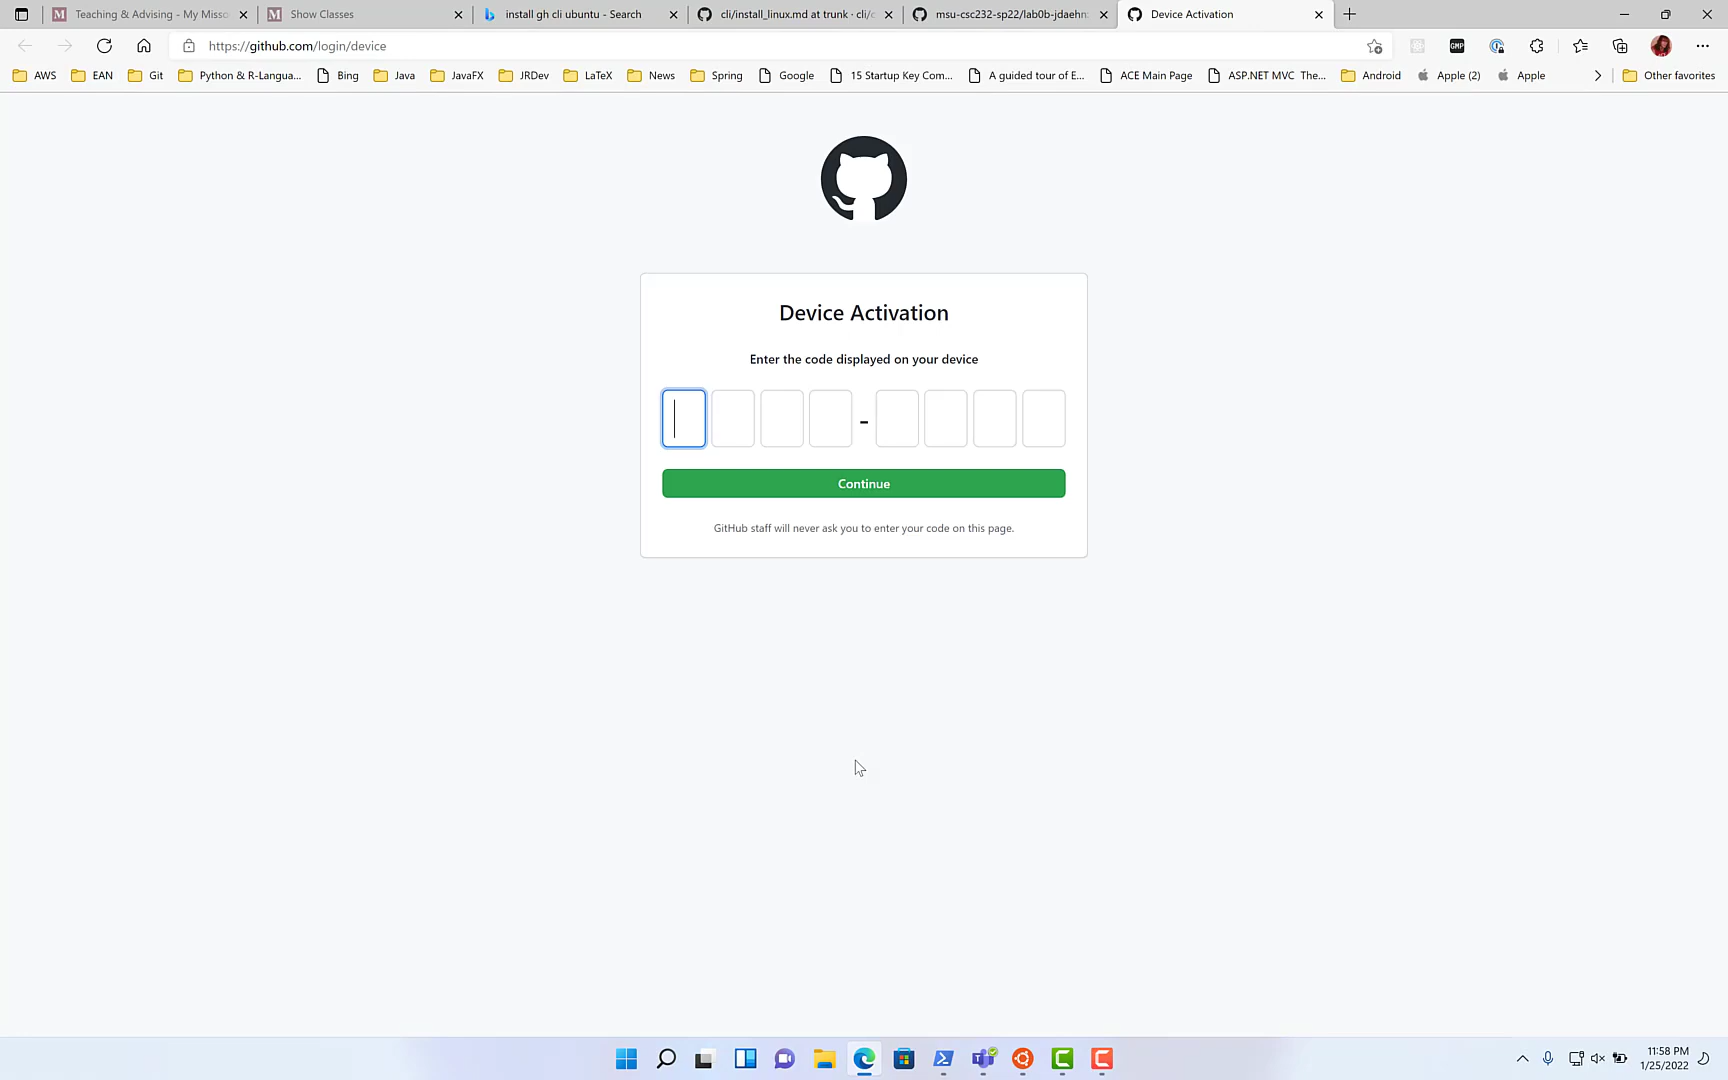 Teaching & Advising - My Misso
Show Classes
install gh cli ubuntu - Search
cli/install_linux.md at trunk · cli/c
msu-csc232-sp22/lab0b-jdaehn
Device Activation
https://github.com/login/device
GMP
AWS
EAN
Git
Python & R-Langua...
Bing
Java
JavaFX
JRDev
LaTeX
News
Spring
Google
15 Startup Key Com...
A guided tour of E...
ACE Main Page
ASP.NET MVC The...
Android
Apple (2)
Apple
Other favorites
Device Activation
Enter the code displayed on your device
-
Continue
GitHub staff will never ask you to enter your code on this page.
11:58 PM
1/25/2022